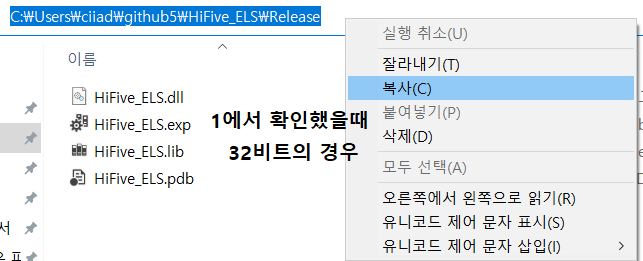 C:₩Users₩ciiad₩github5₩HiFive_ELS₩Release
이름
HiFive_ELS.dll
HiFive_ELS.exp
HiFive_ELS.lib
HiFive_ELS.pdb
1에서 확인했을때
32비트의 경우
실행 취소(U)
잘라내기(T)
복사(C)
붙여넣기(P)
삭제(D)
모두 선택(A)
오른쪽에서 왼쪽으로 읽기(R)
유니코드 제어 문자 표시(S)
유니코드 제어 문자 삽입(I)
서